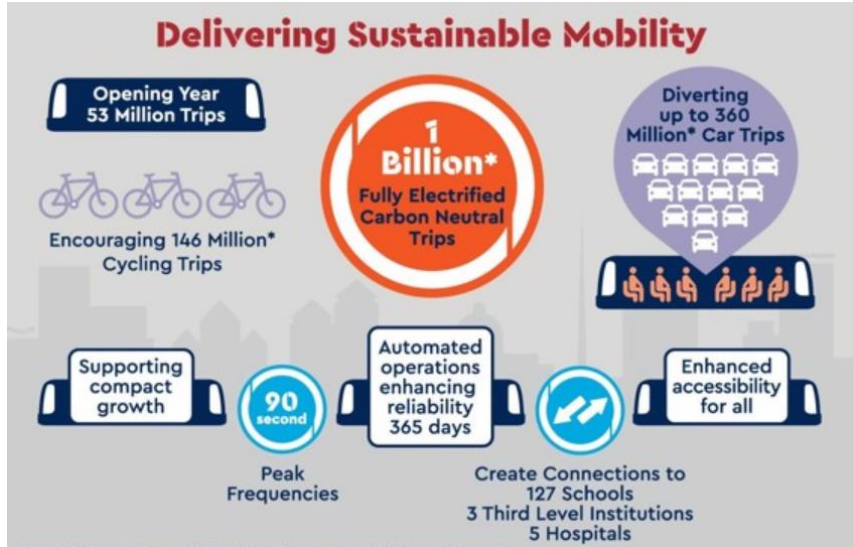 Delivering Sustainable Mobility
Opening Year
53 Million Trips
1
Billion*
Fully Electrified
Carbon Neutral
Trips
Diverting
up to 360
Million* Car Trips
Encouraging 146 Million*
Cycling Trips
Supporting
compact
growth
90
second
Peak
Frequencies
Automated
operations
enhancing
reliability
365 days
Create Connections to
127 Schools
3 Third Level Institutions
5 Hospitals
Enhanced
accessibility
for all